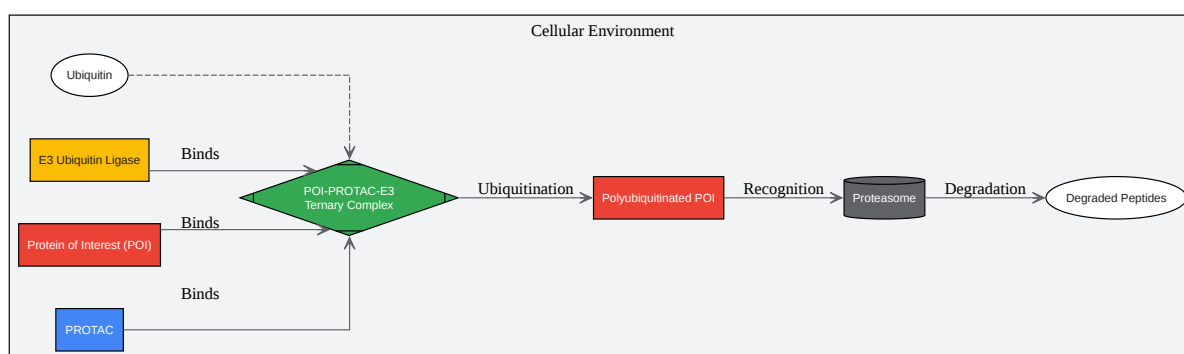 Cellular Environment
Ubiquitin
E3 Ubiquitin Ligase
Binds
POI-PROTAC-E3
Ternary Complex
Ubiquitination
Polyubiquitinated POI
Recognition
Proteasome
Degradation
Degraded Peptides
Protein of Interest (POI)
Binds
Binds
PROTAC